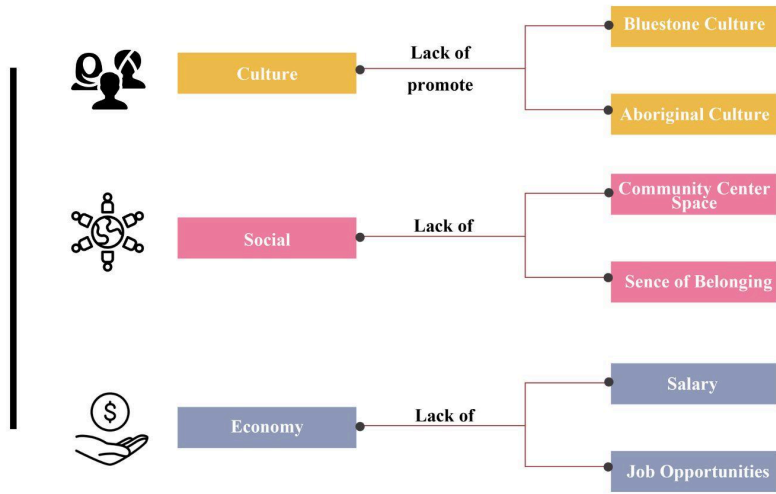 Culture
Lack of
promote
Bluestone Culture
Aboriginal Culture
$
Social
Lack of
Community Center
Space
Sence of Belonging
Economy
Lack of
Salary
Job Opportunities